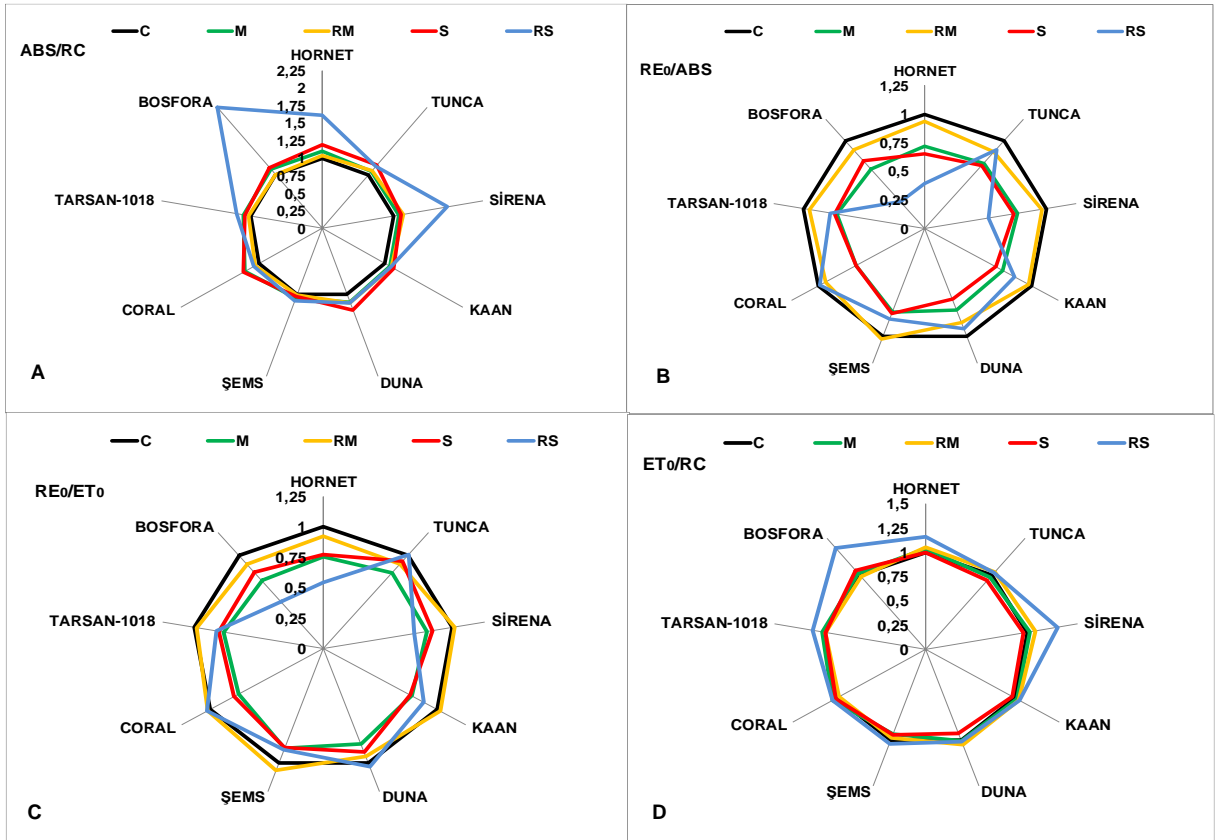 C M RM S RS
ABS/RC
HORNET
TUNCA
SİRENA
KAAN
DUNA
ŞEMS
CORAL
TARSAN-1018
BOSFORA
2,25
2
1,75
1,5
1,25
1
0,75
0,5
0,25
0
A
C M RM S RS
RE₀/ABS
HORNET
TUNCA
SİRENA
KAAN
DUNA
ŞEMS
CORAL
TARSAN-1018
BOSFORA
1,25
1
0,75
0,5
0,25
0
B
C M RM S RS
RE₀/ET₀
HORNET
TUNCA
SİRENA
KAAN
DUNA
ŞEMS
CORAL
TARSAN-1018
BOSFORA
1,25
1
0,75
0,5
0,25
0
C
C M RM S RS
ET₀/RC
HORNET
TUNCA
SİRENA
KAAN
DUNA
ŞEMS
CORAL
TARSAN-1018
BOSFORA
1,5
1,25
1
0,75
0,5
0,25
0
D